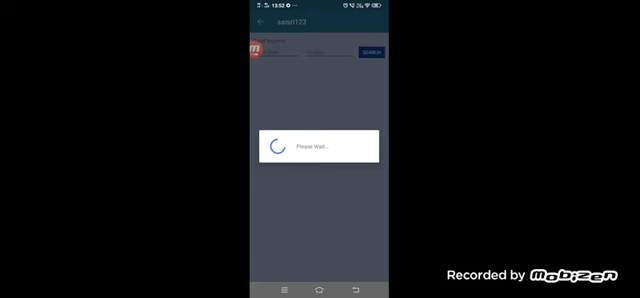 13:52
saisri123
SEARCH
Please Wait...
Recorded by MOBIZEN